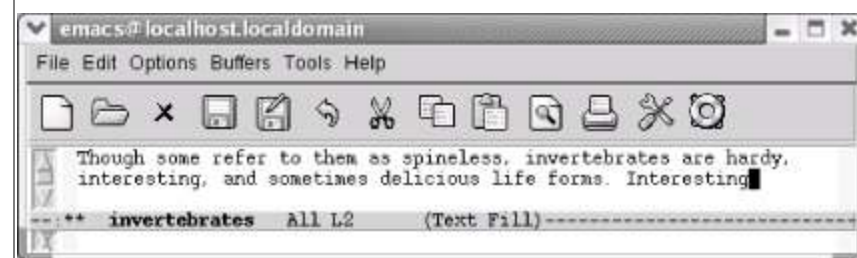 emacs@localhost.localdomain
File Edit Options Buffers Tools Help
Though some refer to them as spineless, invertebrates are hardy,
interesting, and sometimes delicious life forms. Interesting
--:** invertebrates All L2 (Text Fill)----------------------------